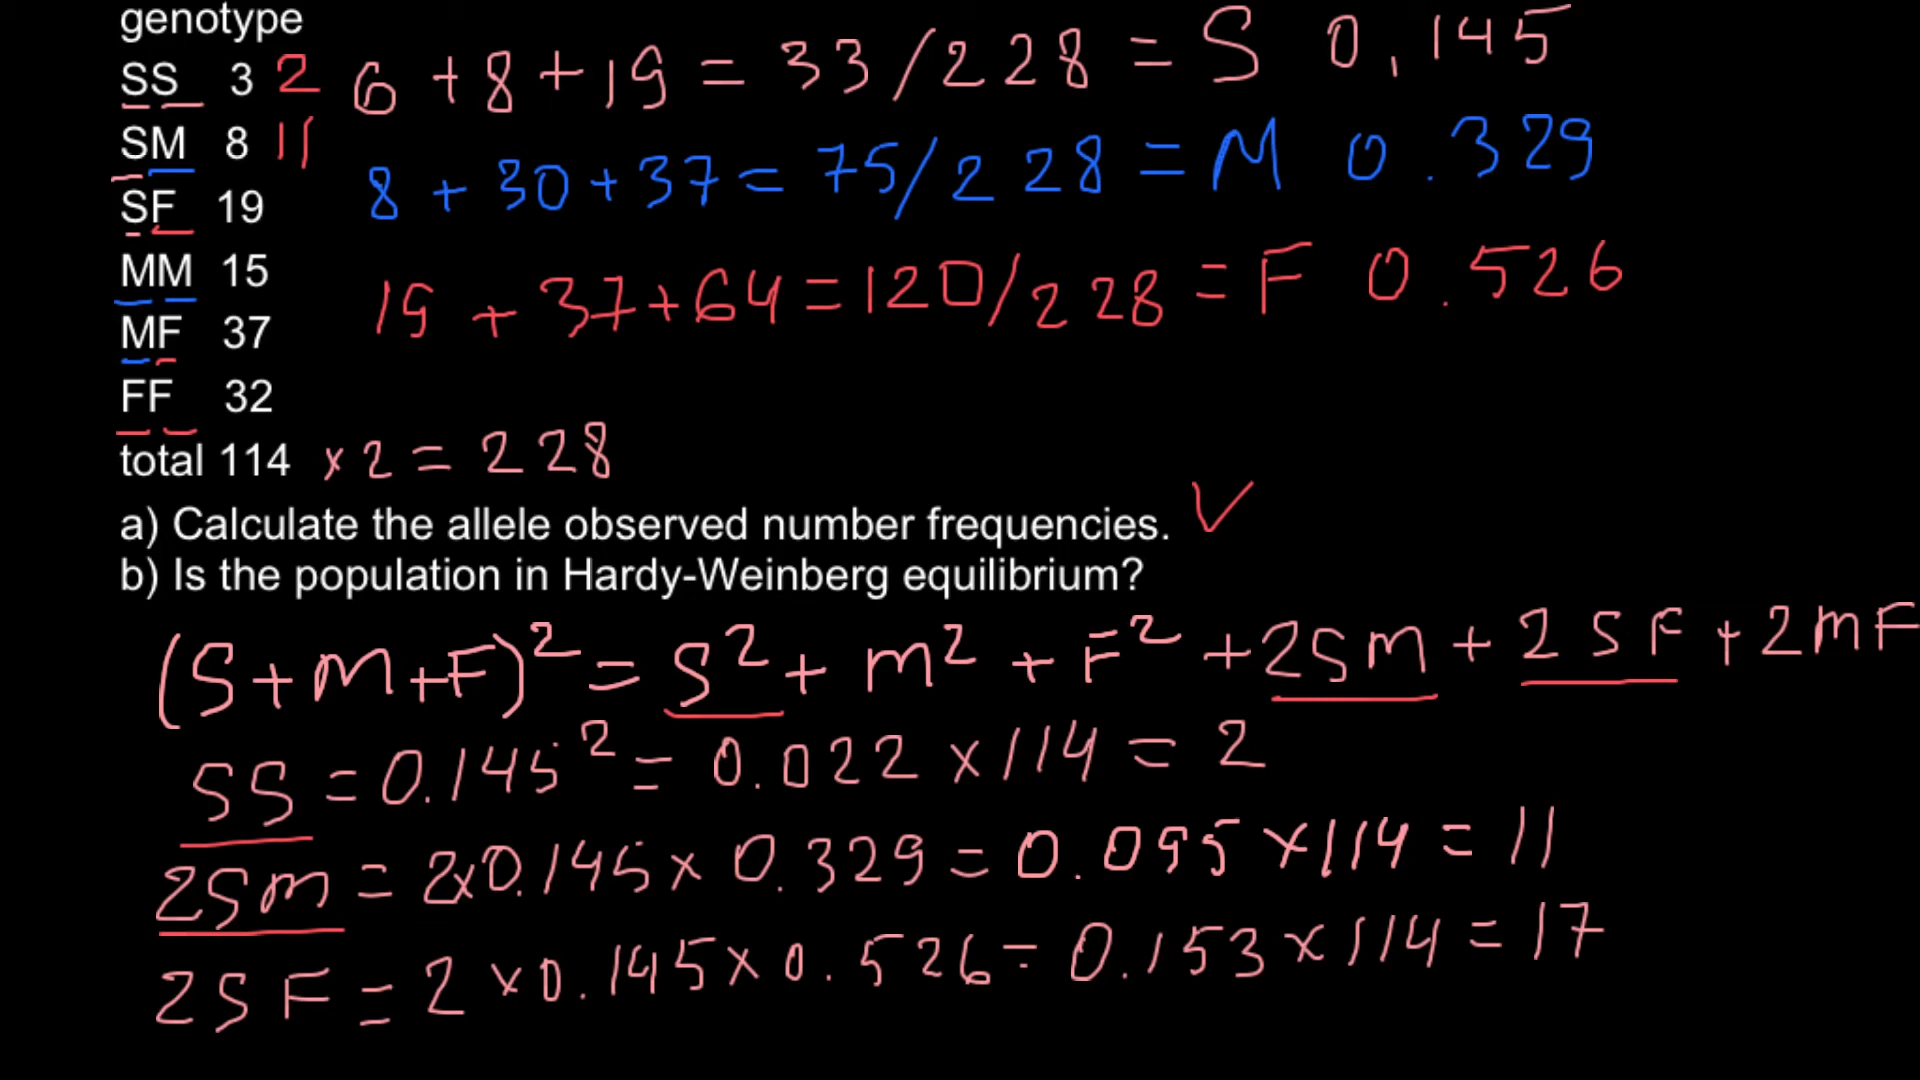 genotype
SS 3 2 6 + 8 + 19 = 33/228 = S 0,145
SM 8 11 8 + 30 + 37 = 75/228 = M 0.329
SF 19 19 + 37 + 64 = 120/228 = F 0.526
MM 15
MF 37
FF 32
total 114 x 2 = 228
a) Calculate the allele observed number frequencies. ✓
b) Is the population in Hardy-Weinberg equilibrium?
(S+M+F)² = S² + m² + F² + 2SM + 2SF + 2MF
SS = 0.145² = 0.022 x 114 = 2
2Sm = 2x0.145 x 0.329 = 0.095 x 114 = 11
2SF = 2 x 0.145 x 0.526 = 0.153 x 114 = 17